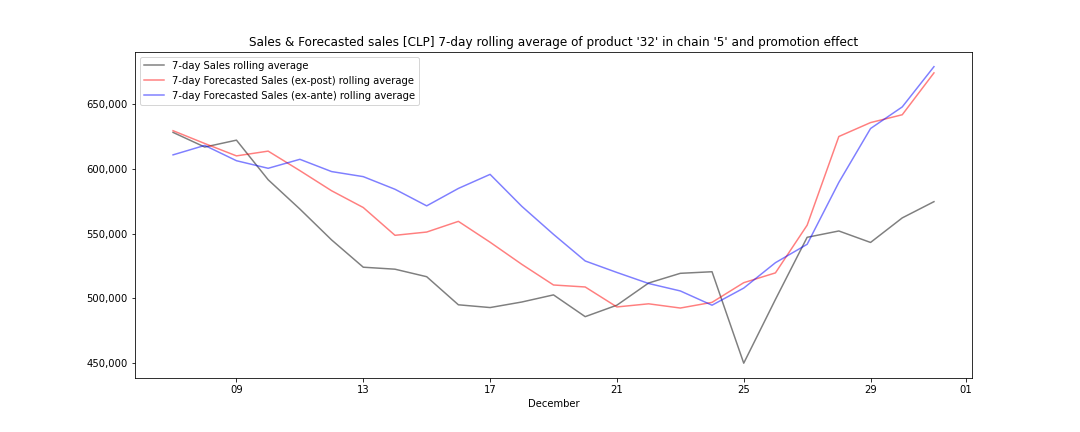 Sales & Forecasted sales [CLP] 7-day rolling average of product '32' in chain '5' and promotion effect
7-day Sales rolling average
7-day Forecasted Sales (ex-post) rolling average
7-day Forecasted Sales (ex-ante) rolling average
650,000
600,000
550,000
500,000
450,000
09 13 17 21 25 29 01
December